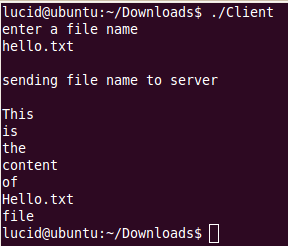 lucid@ubuntu:~/Downloads$ ./Client
enter a file name
hello.txt
sending file name to server
This
is
the
content
of
Hello.txt
file
lucid@ubuntu:~/Downloads$